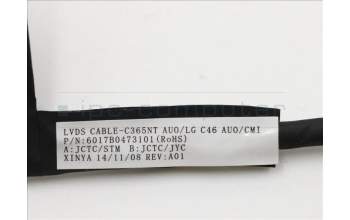 LVDS CABLE-C365NT AUO/LG C46 AUO/CMI
P/N:6017B0473101(RoHS)
A:JCTC/STM B:JCTC/JYC
XINYA 14/11/08 REV:A01